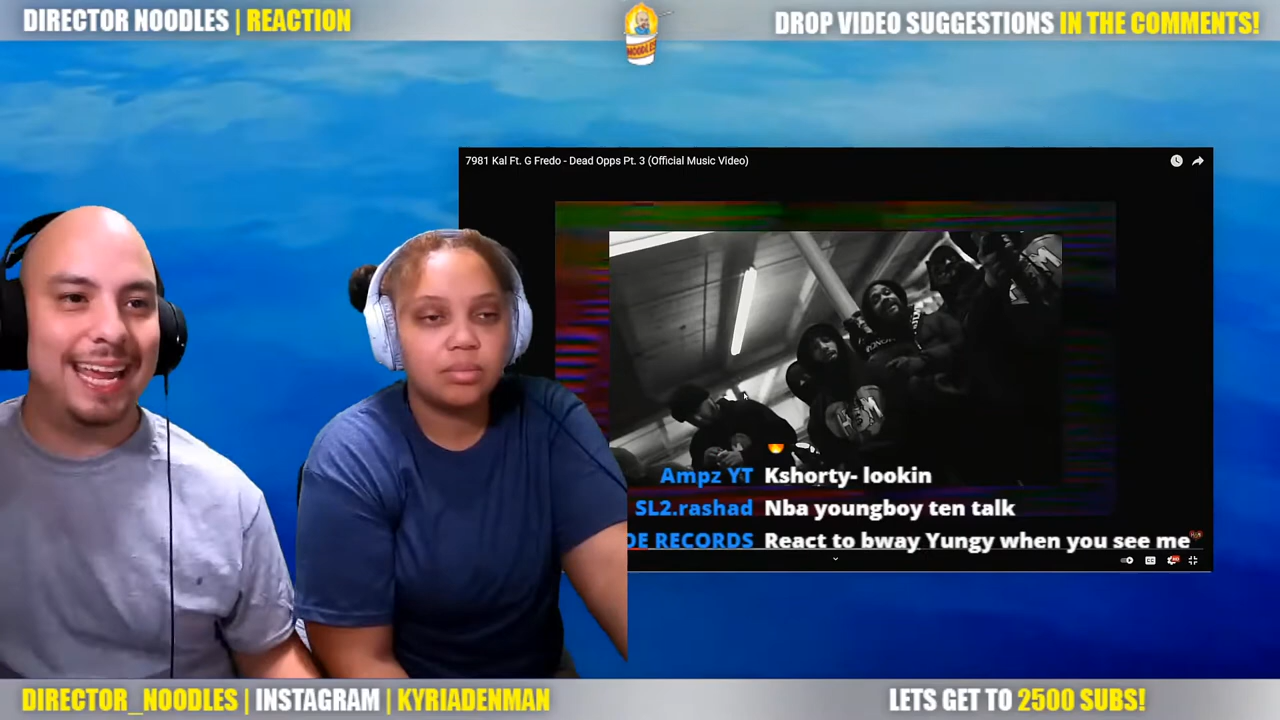 DIRECTOR NOODLES | REACTION
DROP VIDEO SUGGESTIONS IN THE COMMENTS!
NOODLES
7981 Kal Ft. G Fredo - Dead Opps Pt. 3 (Official Music Video)
Ampz YT Kshorty- lookin
SL2.rashad Nba youngboy ten talk
DE RECORDS React to bway Yungy when you see me
DIRECTOR_NOODLES | INSTAGRAM | KYRIADENMAN
LETS GET TO 2500 SUBS!